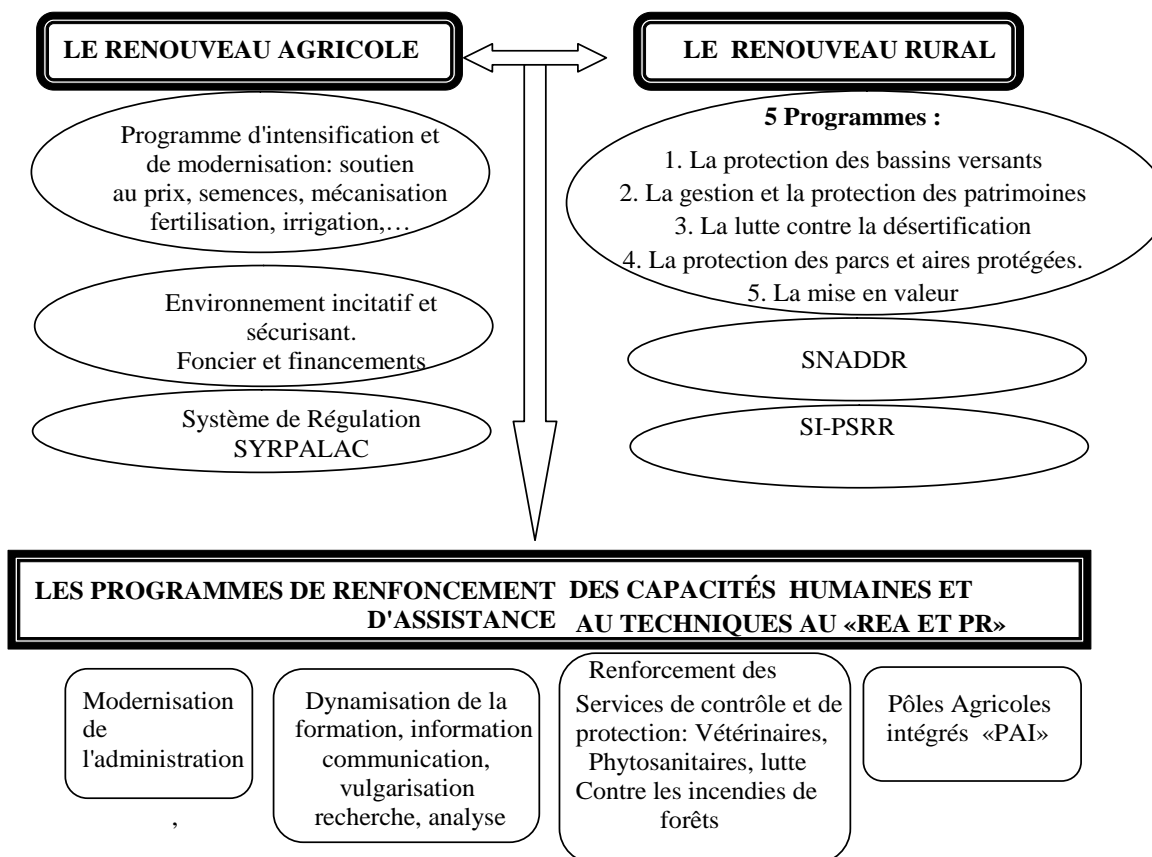 LE RENOUVEAU AGRICOLE
LE RENOUVEAU RURAL
Programme d'intensification et
de modernisation: soutien
au prix, semences, mécanisation
fertilisation, irrigation,…
Environnement incitatif et
sécurisant.
Foncier et financements
Système de Régulation
SYRPALAC
5 Programmes :
1. La protection des bassins versants
2. La gestion et la protection des patrimoines
3. La lutte contre la désertification
4. La protection des parcs et aires protégées.
5. La mise en valeur
SNADDR
SI-PSRR
LES PROGRAMMES DE RENFONCEMENT DES CAPACITÉS HUMAINES ET
D'ASSISTANCE AU TECHNIQUES AU «REA ET PR»
Modernisation
de
l'administration
,
Dynamisation de la
formation, information
communication,
vulgarisation
recherche, analyse
Renforcement des
Services de contrôle et de
protection: Vétérinaires,
Phytosanitaires, lutte
Contre les incendies de
forêts
Pôles Agricoles
intégrés «PAI»